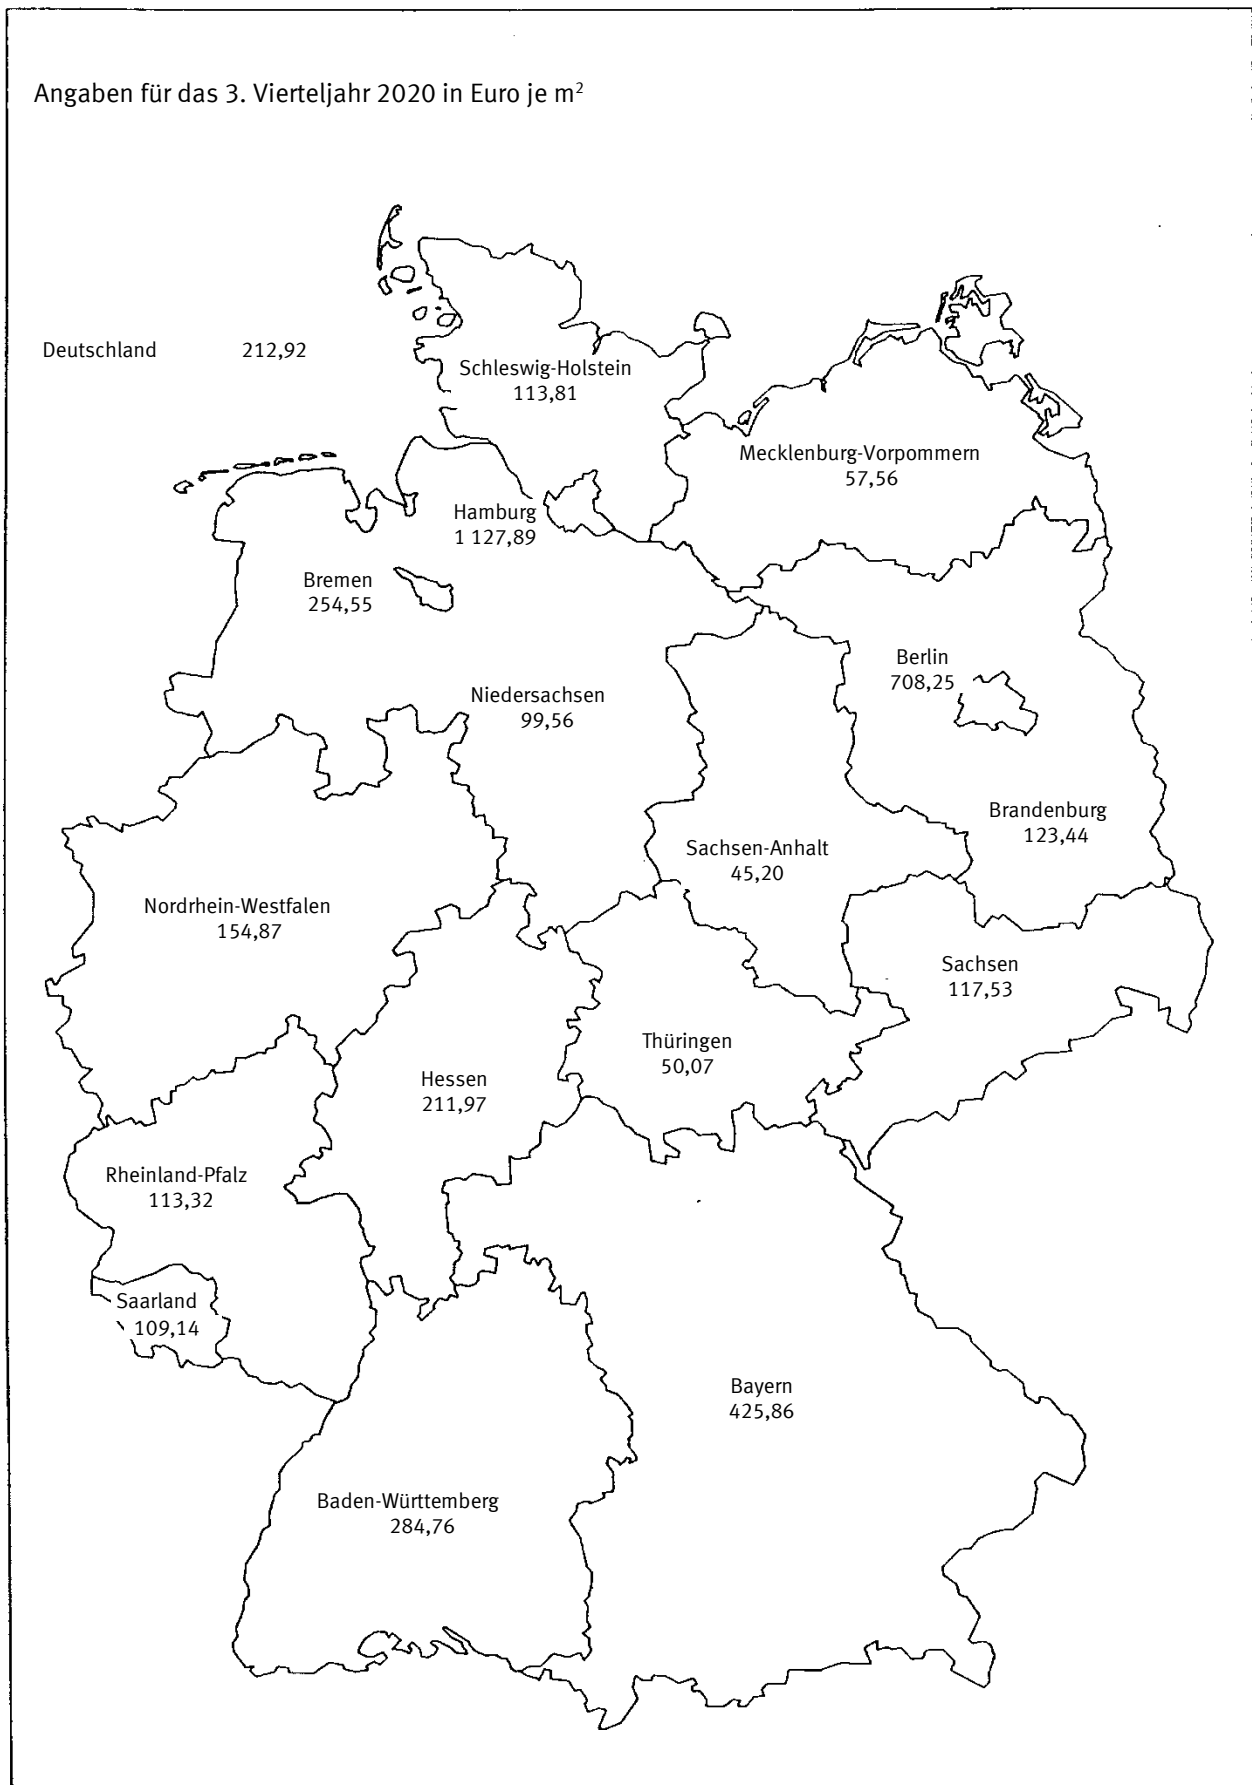 Angaben für das 3. Vierteljahr 2020 in Euro je m²
Deutschland 212,92
Schleswig-Holstein
113,81
Mecklenburg-Vorpommern
57,56
Hamburg
1 127,89
Bremen
254,55
Berlin
708,25
Niedersachsen
99,56
Brandenburg
123,44
Sachsen-Anhalt
45,20
Nordrhein-Westfalen
154,87
Sachsen
117,53
Thüringen
50,07
Hessen
211,97
Rheinland-Pfalz
113,32
Saarland
109,14
Bayern
425,86
Baden-Württemberg
284,76